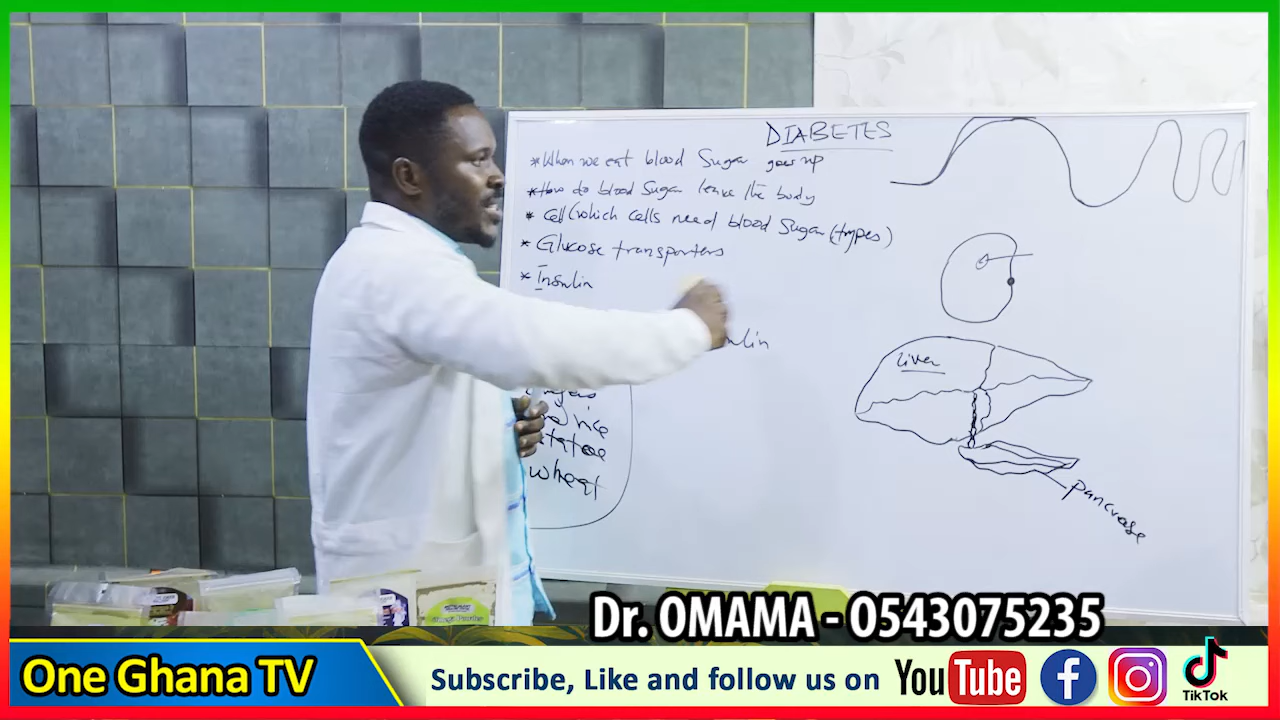 DIABETES
*When we eat blood Sugar goes up
*How do blood Sugar leave the body
* Cell (which cells need blood Sugar (types)
* Glucose transporters
* Insulin
rice
wheat
liver
pancrase
Dr. OMAMA - 0543075235
One Ghana TV
Subscribe, Like and follow us on YouTube
TikTok